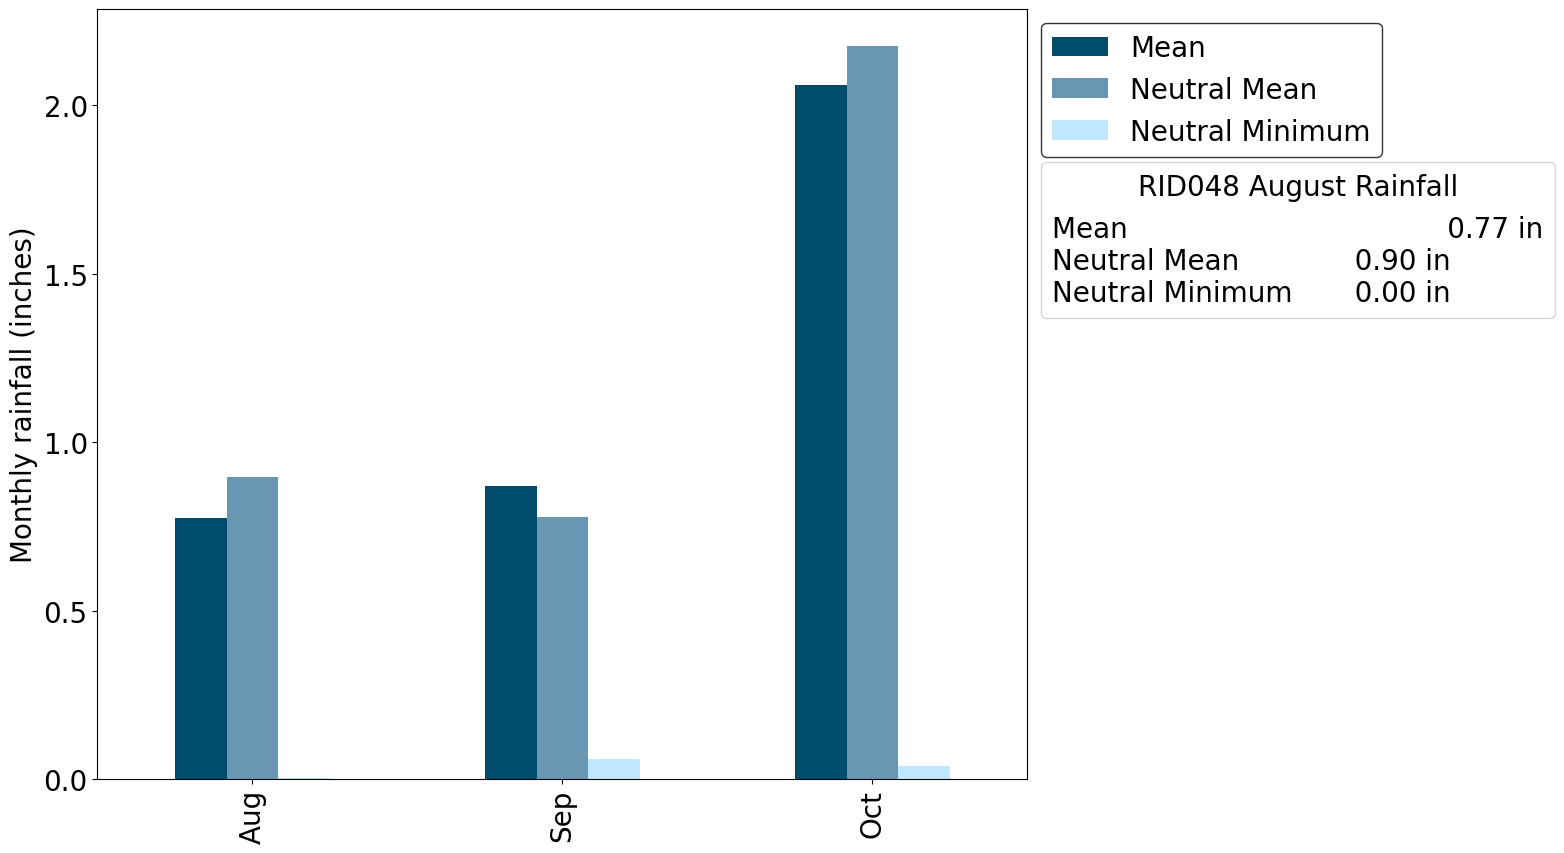 Monthly rainfall (inches)
2.0
1.5
1.0
0.5
0.0
Aug
Sep
Oct
Mean
Neutral Mean
Neutral Minimum
RID048 August Rainfall
Mean 0.77 in
Neutral Mean 0.90 in
Neutral Minimum 0.00 in